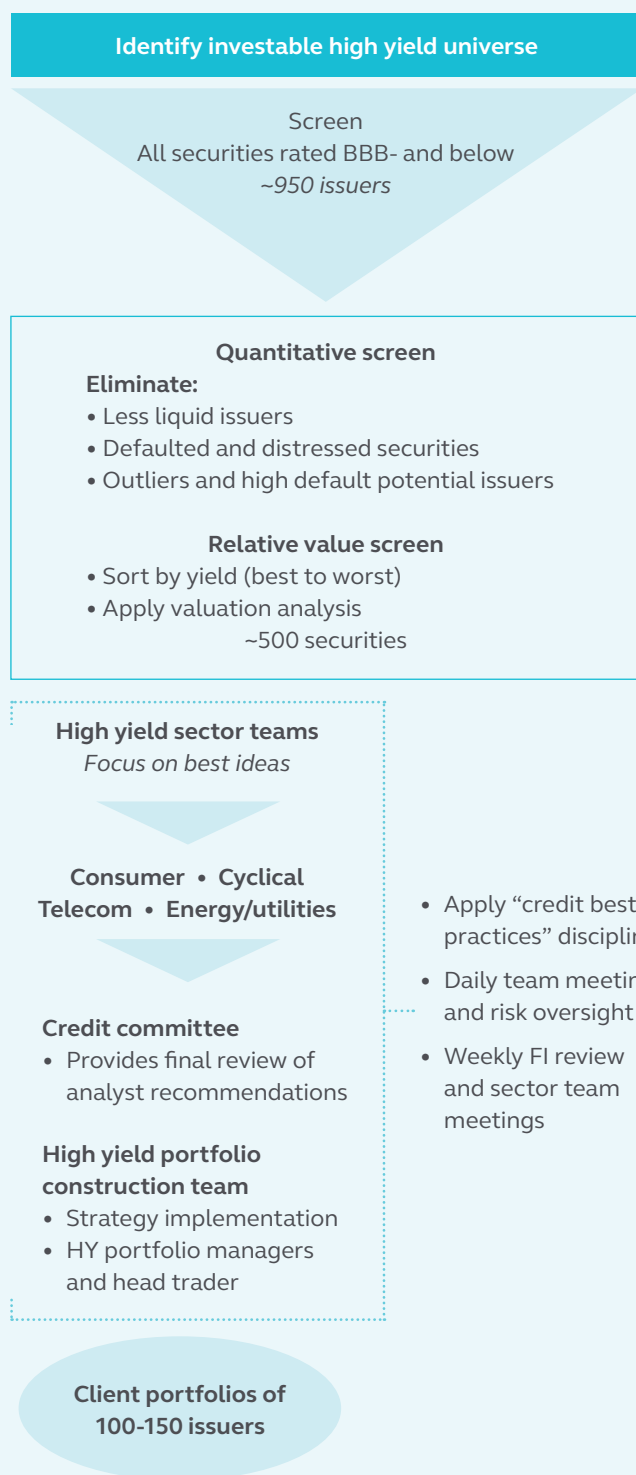 Identify investable high yield universe
Screen
All securities rated BBB- and below
~950 issuers
Quantitative screen
Eliminate:
• Less liquid issuers
• Defaulted and distressed securities
• Outliers and high default potential issuers
Relative value screen
• Sort by yield (best to worst)
• Apply valuation analysis
~500 securities
High yield sector teams
Focus on best ideas
Consumer • Cyclical
Telecom • Energy/utilities
Credit committee
• Provides final review of
analyst recommendations
High yield portfolio
construction team
• Strategy implementation
• HY portfolio managers
and head trader
• Apply “credit best
practices”
• Daily team
and risk oversight
• Weekly FI review
and sector team
meetings
Client portfolios of
100-150 issuers